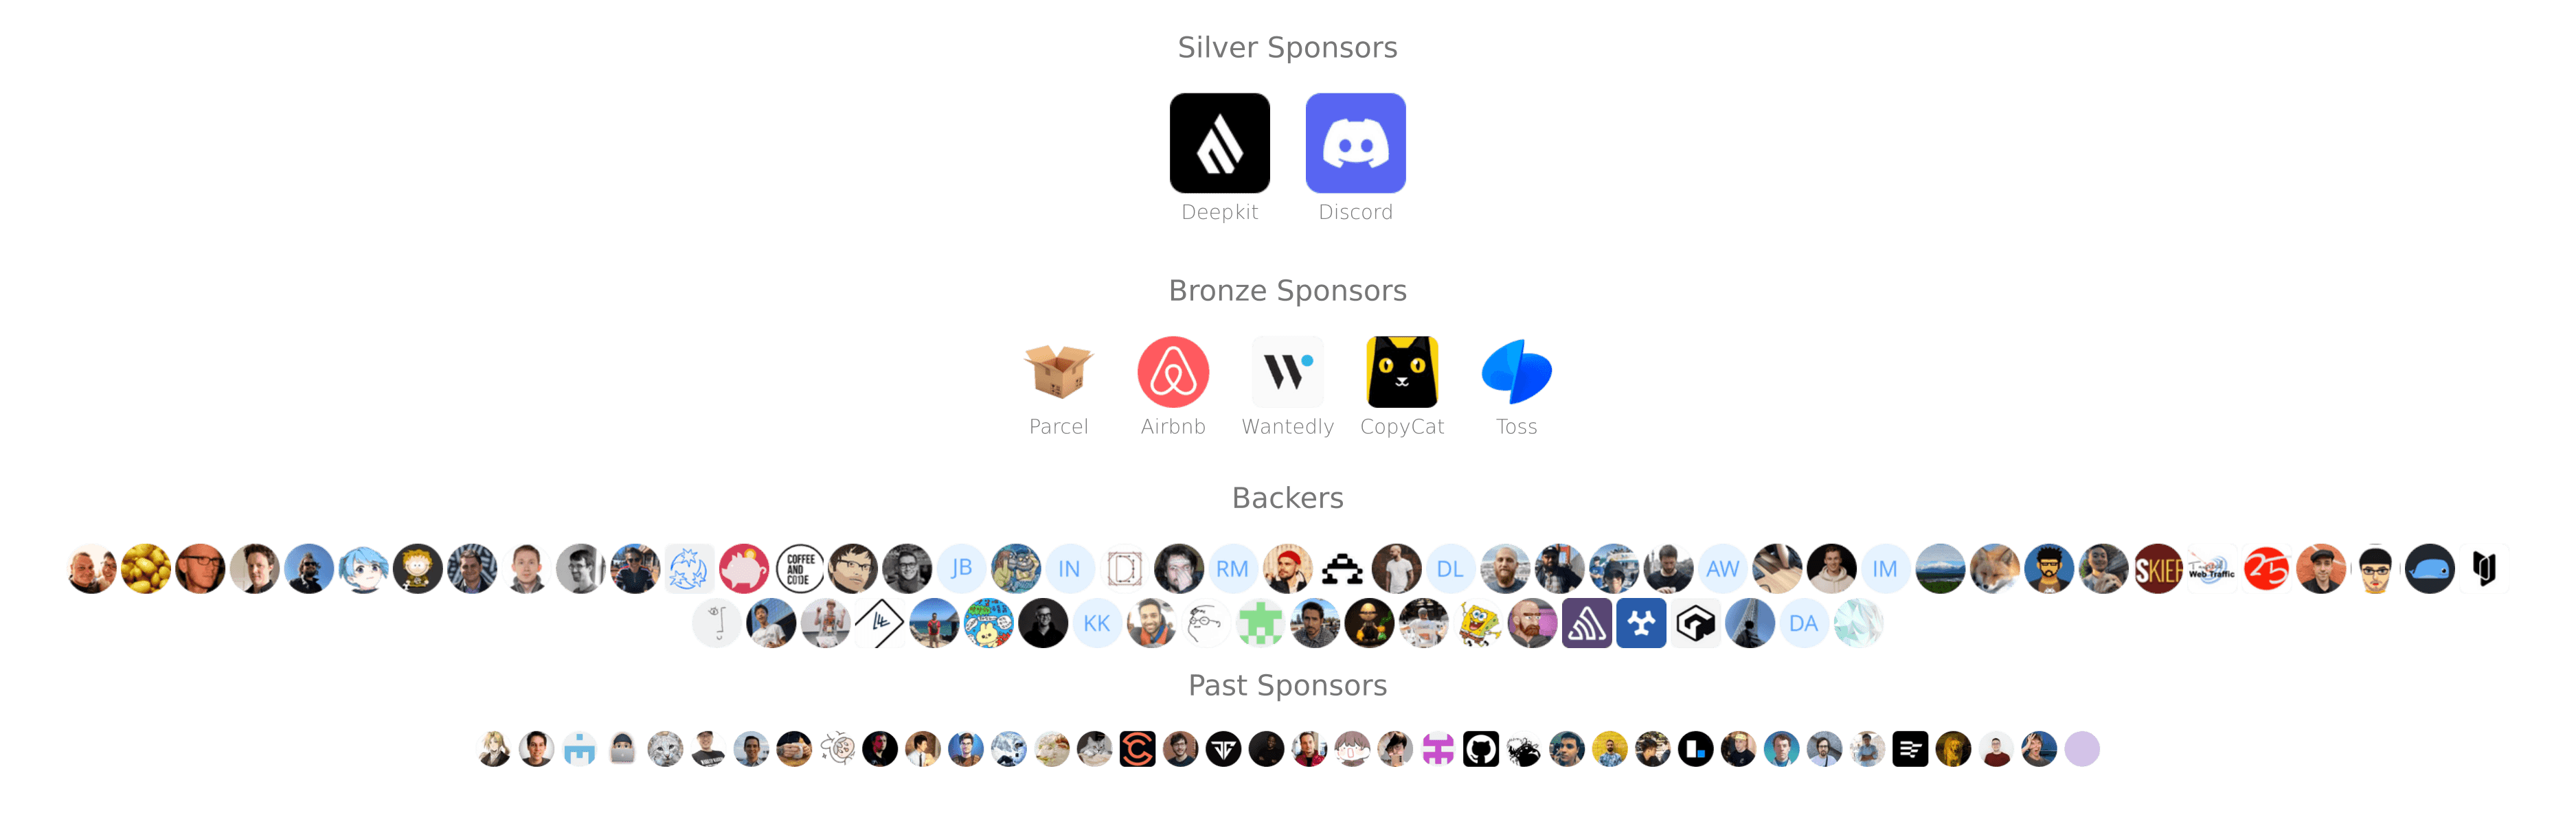 Silver Sponsors
Deepkit Discord
Bronze Sponsors
Parcel Airbnb Wantedly CopyCat Toss
Backers
COFFEE AND CODE JB IN RM DL AW IM SKIEF Web Traffic 25
KK DA
Past Sponsors